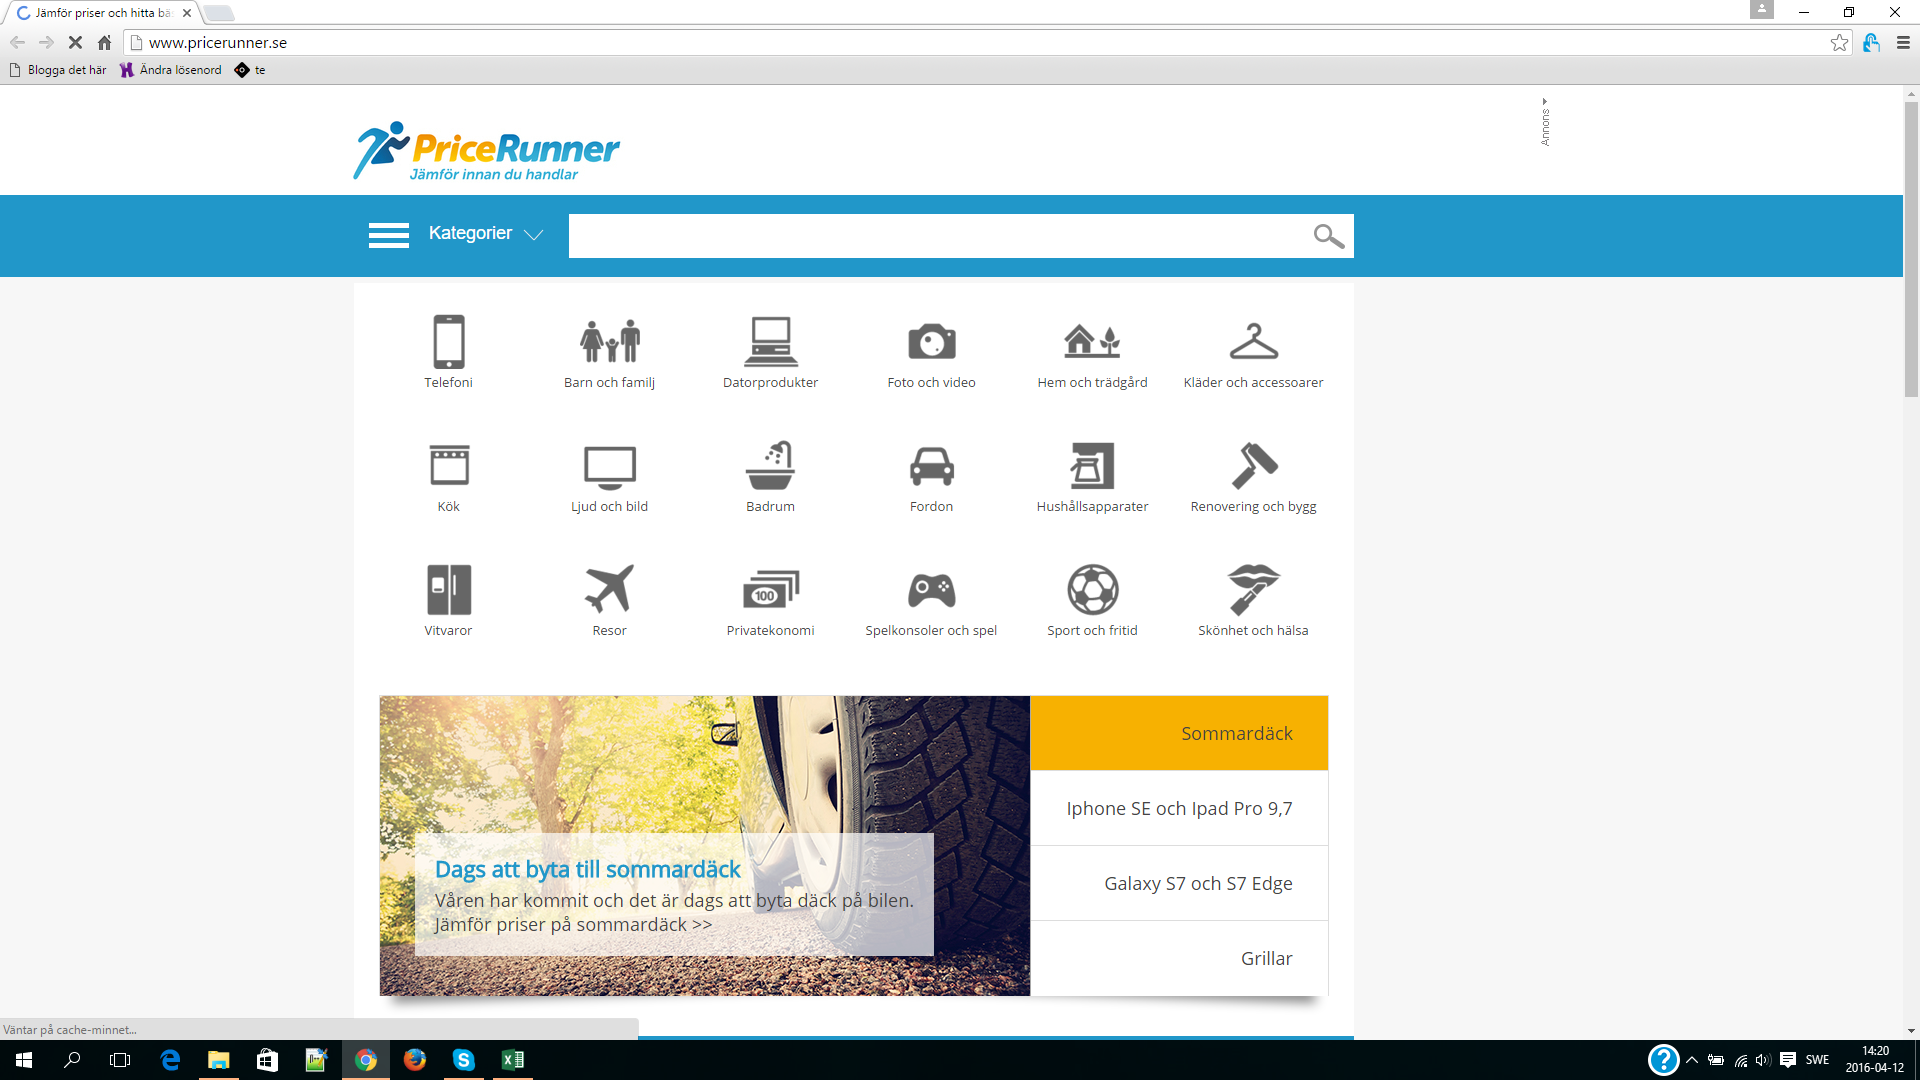 Jämför priser och hitta bä
www.pricerunner.se
Blogga det här
Ändra lösenord
te
Annons
PriceRunner
Jämför innan du handlar
Kategorier
Telefoni
Barn och familj
Datorprodukter
Foto och video
Hem och trädgård
Kläder och accessoarer
Kök
Ljud och bild
Badrum
Fordon
Hushållsapparater
Renovering och bygg
100
Vitvaror
Resor
Privatekonomi
Spelkonsoler och spel
Sport och fritid
Skönhet och hälsa
Sommardäck
Iphone SE och Ipad Pro 9,7
Galaxy S7 och S7 Edge
Grillar
Dags att byta till sommardäck
Våren har kommit och det är dags att byta däck på bilen.
Jämför priser på sommardäck >>
Väntar på cache-minnet...
SWE
14:20
2016-04-12